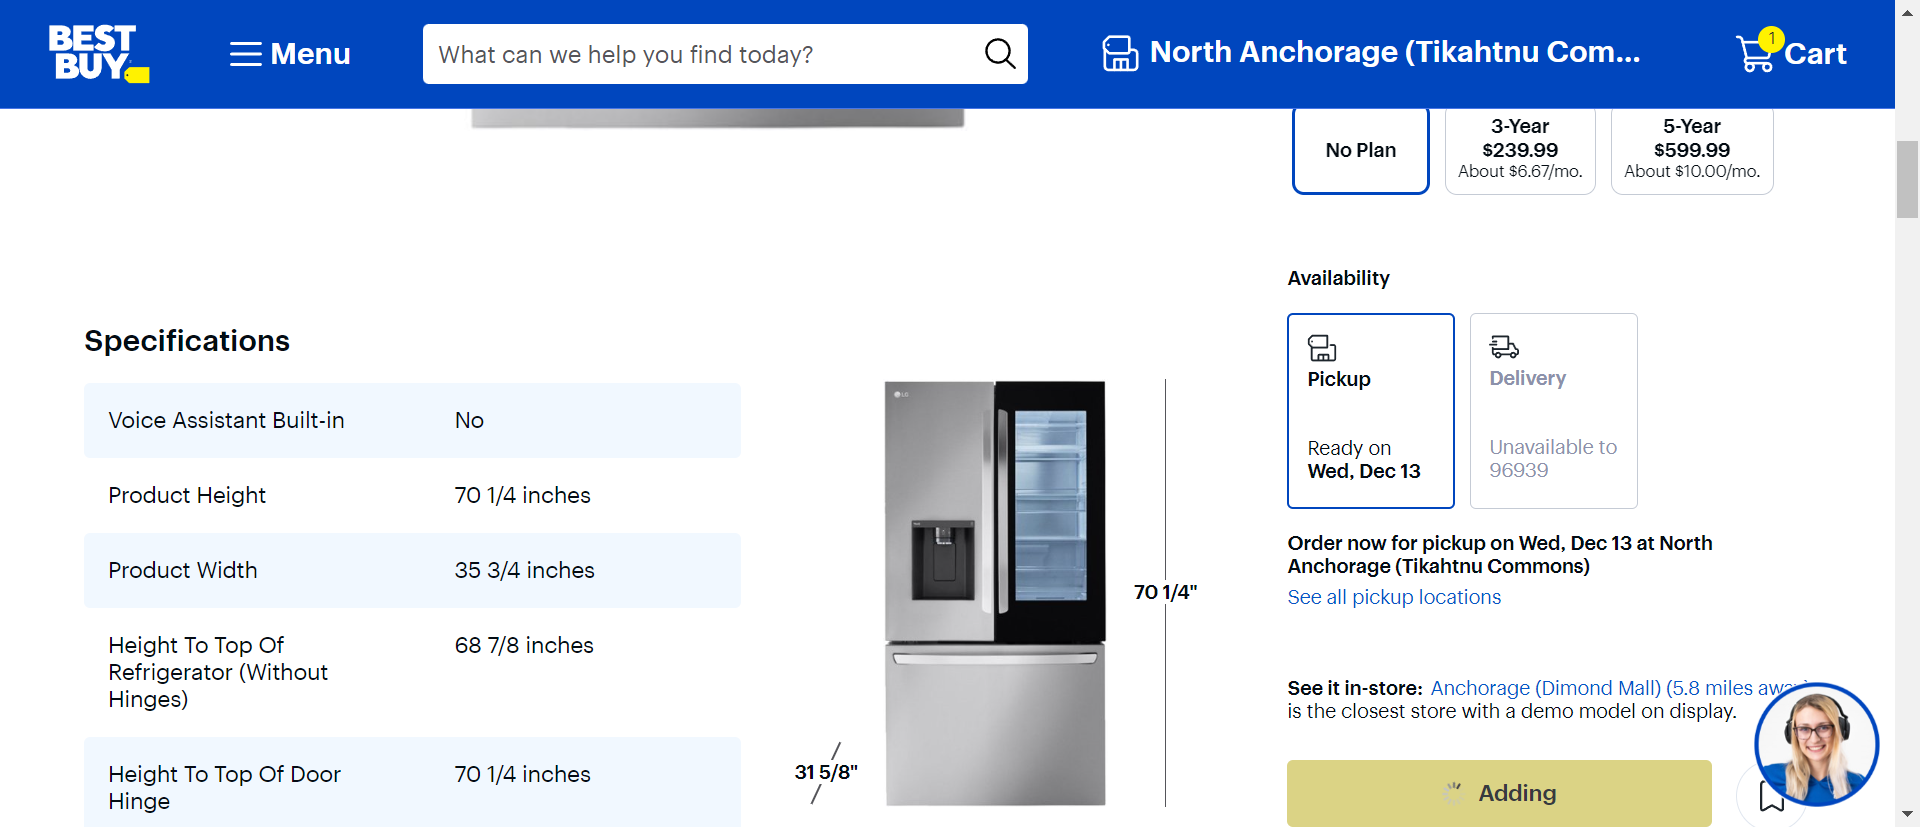 BEST
BUY
Menu
What can we help you find today?
North Anchorage (Tikahtnu Com...
1
Cart
No Plan
3-Year
$239.99
About $6.67/mo.
5-Year
$599.99
About $10.00/mo.
Availability
Pickup
Ready on
Wed, Dec 13
Delivery
Unavailable to
96939
Order now for pickup on Wed, Dec 13 at North
Anchorage (Tikahtnu Commons)
See all pickup locations
See it in-store: Anchorage (Dimond Mall) (5.8 miles away)
is the closest store with a demo model on display.
Adding
Specifications
Voice Assistant Built-in No
Product Height 70 1/4 inches
Product Width 35 3/4 inches
Height To Top Of 68 7/8 inches
Refrigerator (Without
Hinges)
Height To Top Of Door 70 1/4 inches
Hinge
LG
70 1/4"
31 5/8"